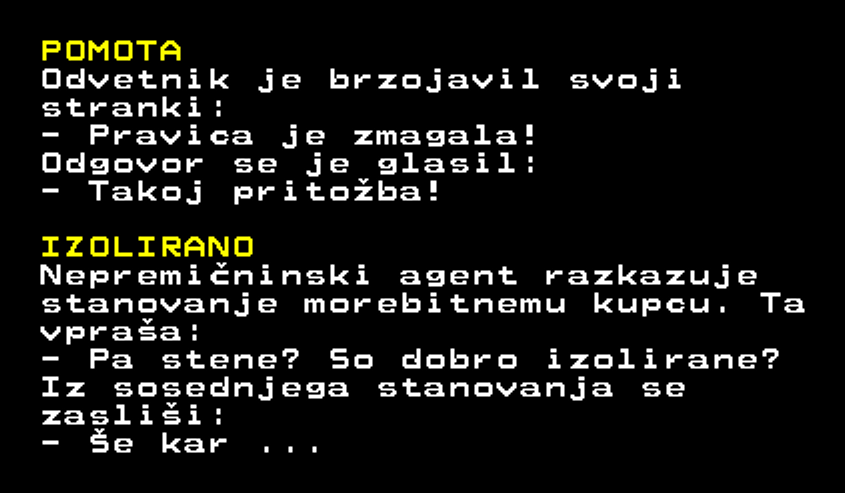 POMOTA
Odvetnik je brzojavil svoji
stranki:
- Pravica je zmagala!
Odgovor se je glasil:
- Takoj pritožba!
IZOLIRANO
Nepremičninski agent razkazuje
stanovanje morebitnemu kupcu. Ta
vpraša:
- Pa stene? So dobro izolirane?
Iz sosednjega stanovanja se
zasliši:
- Še kar ...